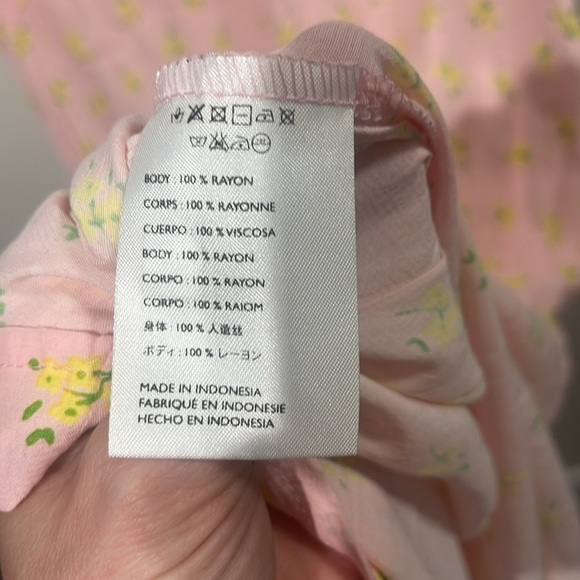 BODY : 100 % RAYON
CORPS : 100 % RAYONNE
CUERPO : 100 % VISCOSA
BODY : 100 % RAYON
CORPO : 100 % RAYON
CORPO : 100 % RAIOM
身体 : 100 % 人造丝
ボディ : 100 % レーヨン
MADE IN INDONESIA
FABRIQUÉ EN INDONESIE
HECHO EN INDONESIA